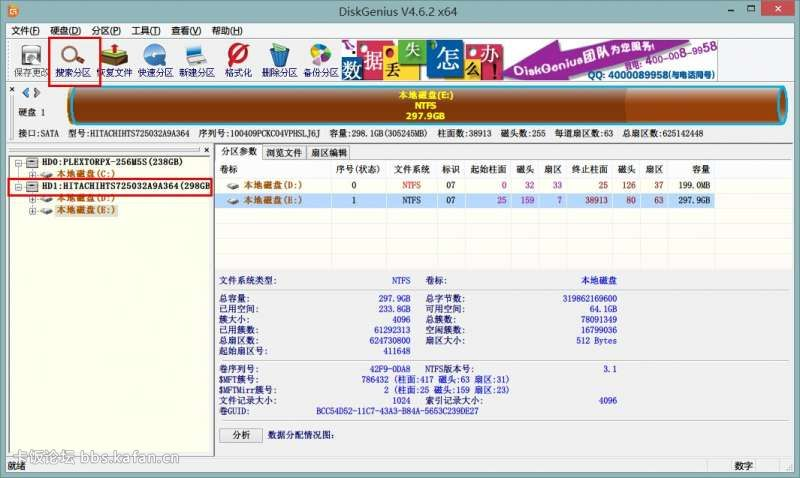 DiskGenius V4.6.2 x64
文件(F) 硬盘(D) 分区(P) 工具(T) 查看(V) 帮助(H)
保存更改 搜索分区 恢复文件 快速分区 新建分区 格式化 删除分区 备份分区
数据丢失怎么办!
DiskGenius团队为您服务!
致电: 400-008-9958
QQ: 4000089958(与电话同号)
硬盘 1
本地磁盘(E:)
NTFS
297.9GB
接口:SATA 型号:HITACHIHTS725032A9A364 序列号:100409PCKC04VPHSLJ6J 容量:298.1GB(305245MB) 柱面数:38913 磁头数:255 每道扇区数:63 总扇区数:625142448
HD0:PLEXTORPX-256M5S(238GB)
本地磁盘(C:)
HD1:HITACHIHTS725032A9A364(298GB
本地磁盘(D:)
本地磁盘(E:)
分区参数 浏览文件 扇区编辑
卷标 序号(状态) 文件系统 标识 起始柱面 磁头 扇区 终止柱面 磁头 扇区 容量
本地磁盘(D:) 0 NTFS 07 0 32 33 25 126 37 199.0MB
本地磁盘(E:) 1 NTFS 07 25 159 7 38913 80 63 297.9GB
文件系统类型: NTFS 卷标: 本地磁盘
总容量: 297.9GB 总字节数: 319862169600
已用空间: 233.8GB 可用空间: 64.1GB
簇大小: 4096 总簇数: 78091349
已用簇数: 61292313 空闲簇数: 16799036
总扇区数: 624730800 扇区大小: 512 Bytes
起始扇区号: 411648
卷序列号: 42F9-0DA8 NTFS版本号: 3.1
$MFT簇号: 786432 (柱面:417 磁头:63 扇区:31)
$MFTMirr簇号: 2 (柱面:25 磁头:159 扇区:23)
文件记录大小: 1024 索引记录大小: 4096
卷GUID: BCC54D52-11C7-43A3-B84A-5653C239DE27
分析 数据分配情况图:
卡饭论坛 bbs.kafan.cn
就绪 数字